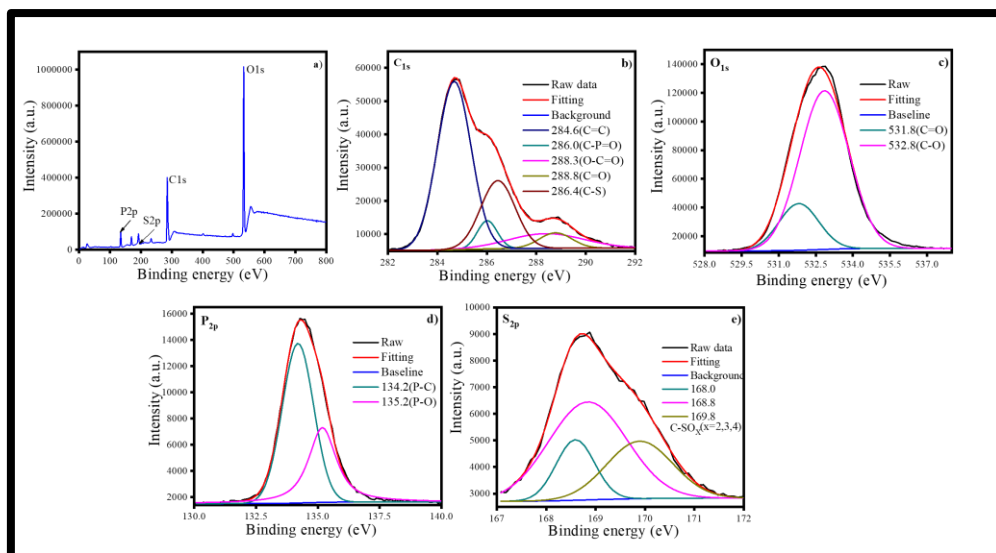 a)
O1s
C1s
P2p
S2p
1000000
800000
600000
400000
200000
0
0 100 200 300 400 500 600 700 800
Intensity (a.u.)
Binding energy (eV)
C1s
b)
Raw data
Fitting
Background
284.6(C=C)
286.0(C-P=O)
288.3(O-C=O)
288.8(C=O)
286.4(C-S)
60000
50000
40000
30000
20000
10000
282 284 286 288 290 292
Intensity (a.u.)
Binding energy (eV)
O1s
c)
Raw
Fitting
Baseline
531.8(C=O)
532.8(C-O)
140000
120000
100000
80000
60000
40000
20000
528.0 529.5 531.0 532.5 534.0 535.5 537.0
Intensity (a.u.)
Binding energy (eV)
P2p
d)
Raw
Fitting
Baseline
134.2(P-C)
135.2(P-O)
16000
14000
12000
10000
8000
6000
4000
2000
130.0 132.5 135.0 137.5 140.0
Intensity (a.u.)
Binding energy (eV)
S2p
e)
Raw data
Fitting
Background
168.0
168.8
169.8
C-SOX(x=2,3,4)
9000
8000
7000
6000
5000
4000
3000
167 168 169 170 171 172
Intensity (a.u.)
Binding energy (eV)